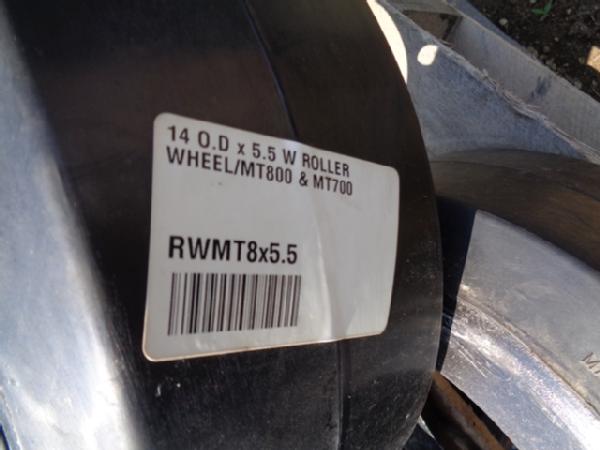 14 O.D x 5.5 W ROLLER
WHEEL/MT800 & MT700
RWMT8x5.5